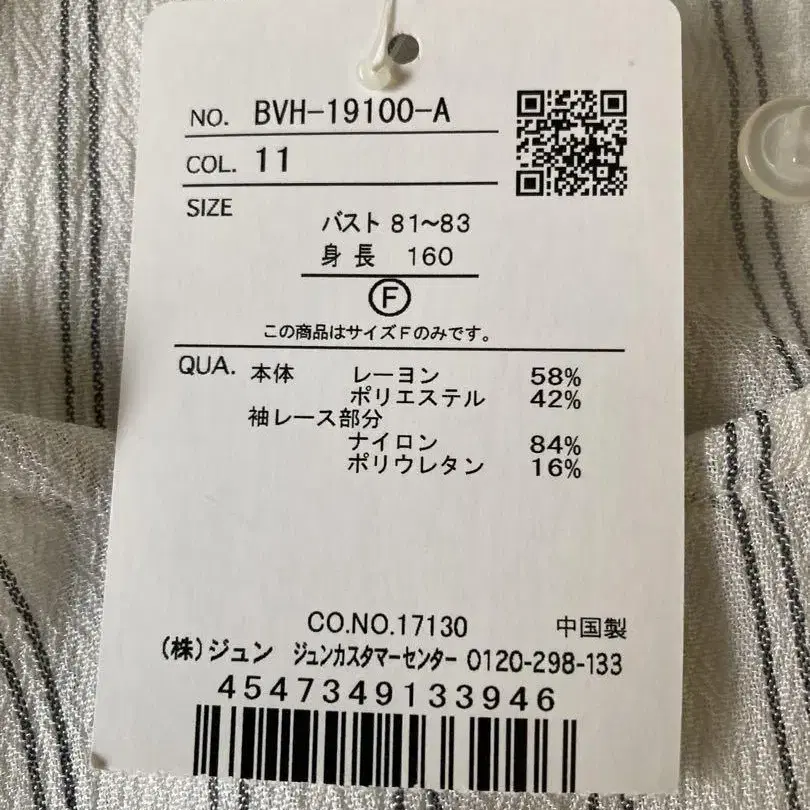 NO. BVH-19100-A
COL. 11
SIZE
バスト 81~83
身長 160
F
この商品はサイズFのみです。
QUA. 本体 レーヨン 58%
ポリエステル 42%
袖レース部分
ナイロン 84%
ポリウレタン 16%
CO.NO.17130 中国製
(株)ジュン ジュンカスタマーセンター 0120-298-133
4547349133946